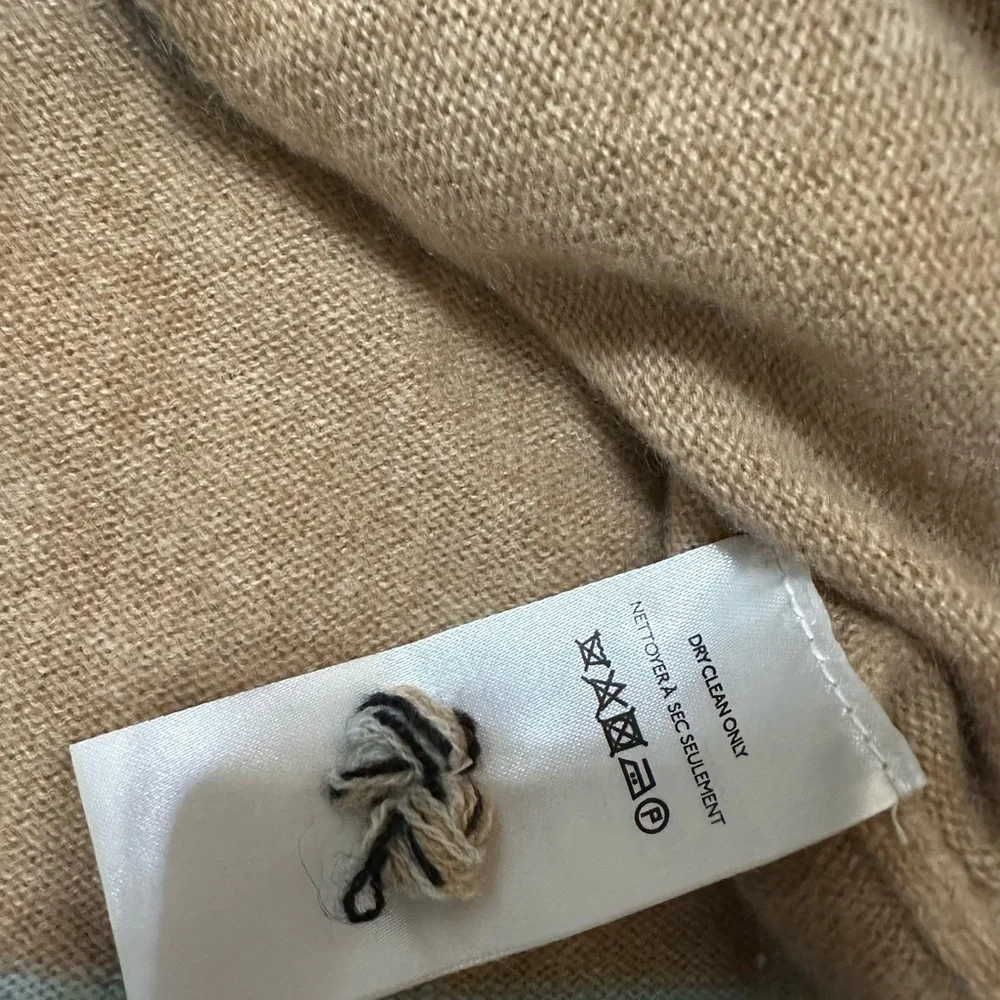 DRY CLEAN ONLY
NETTOYER À SEC SEULEMENT
P